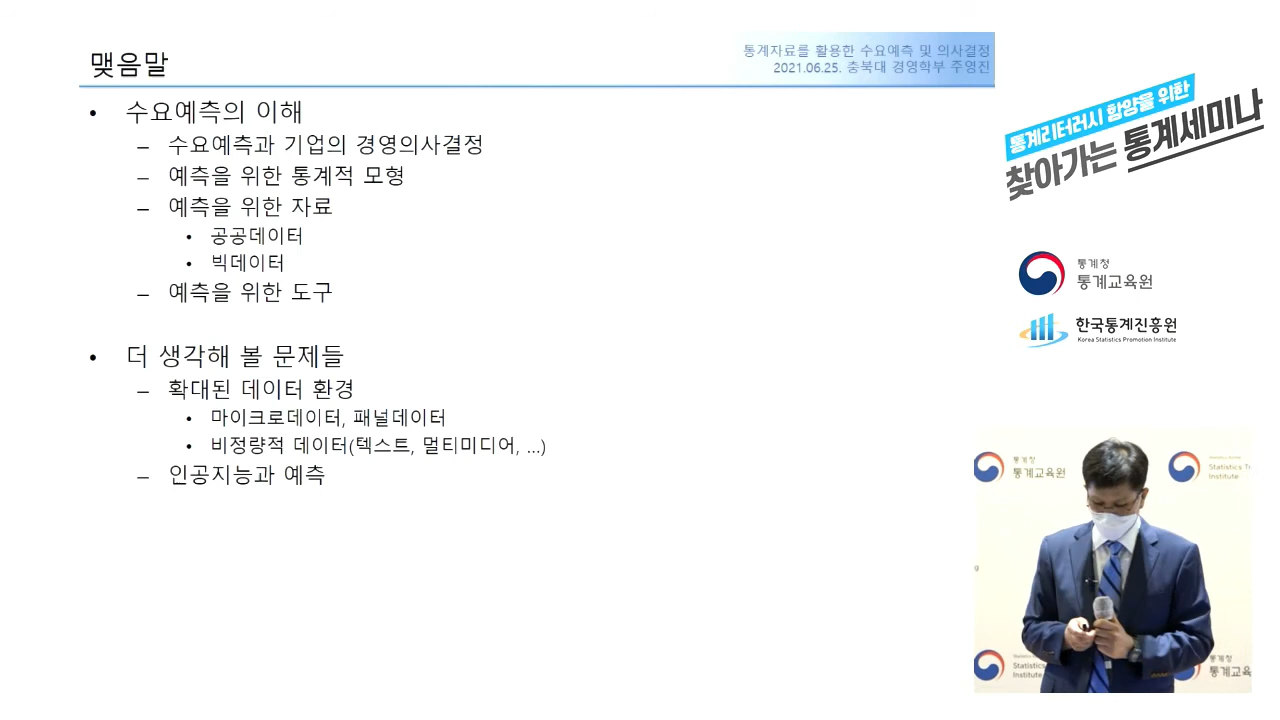 맺음말
통계자료를 활용한 수요예측 및 의사결정
2021.06.25. 충북대 경영학부 주영진
• 수요예측의 이해
– 수요예측과 기업의 경영의사결정
– 예측을 위한 통계적 모형
– 예측을 위한 자료
• 공공데이터
• 빅데이터
– 예측을 위한 도구
• 더 생각해 볼 문제들
– 확대된 데이터 환경
• 마이크로데이터, 패널데이터
• 비정량적 데이터(텍스트, 멀티미디어, ...)
– 인공지능과 예측
통계리터러시 함양을 위한
찾아가는 통계세미나
통계청
통계교육원
한국통계진흥원
Korea Statistics Promotion Institute
통계청
통계교육원
Statistics Tr
Institute
Statistics
Institute
통계청
통계교육